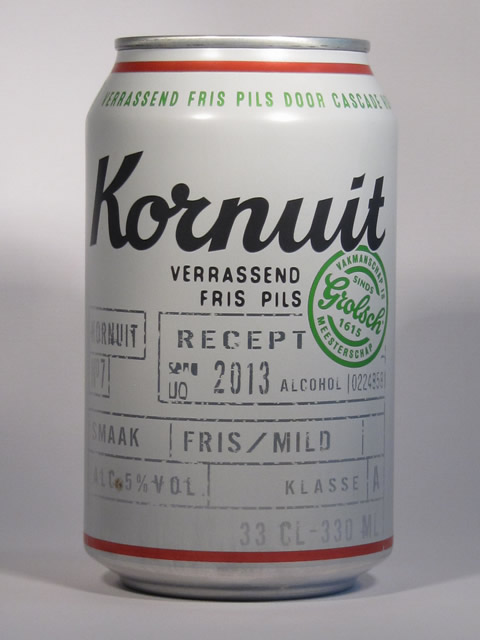 VERRASSEND FRIS PILS DOOR CASCADE
Kornuit
VERRASSEND
FRIS PILS
VAKMANSCHAP
SINDS
Grolsch
1615
MEESTERSCHAP
KORNUIT
RECEPT
2013 ALCOHOL
SMAAK
FRIS/MILD
ALC. 5% VOL.
KLASSE A
33 CL-330 ML